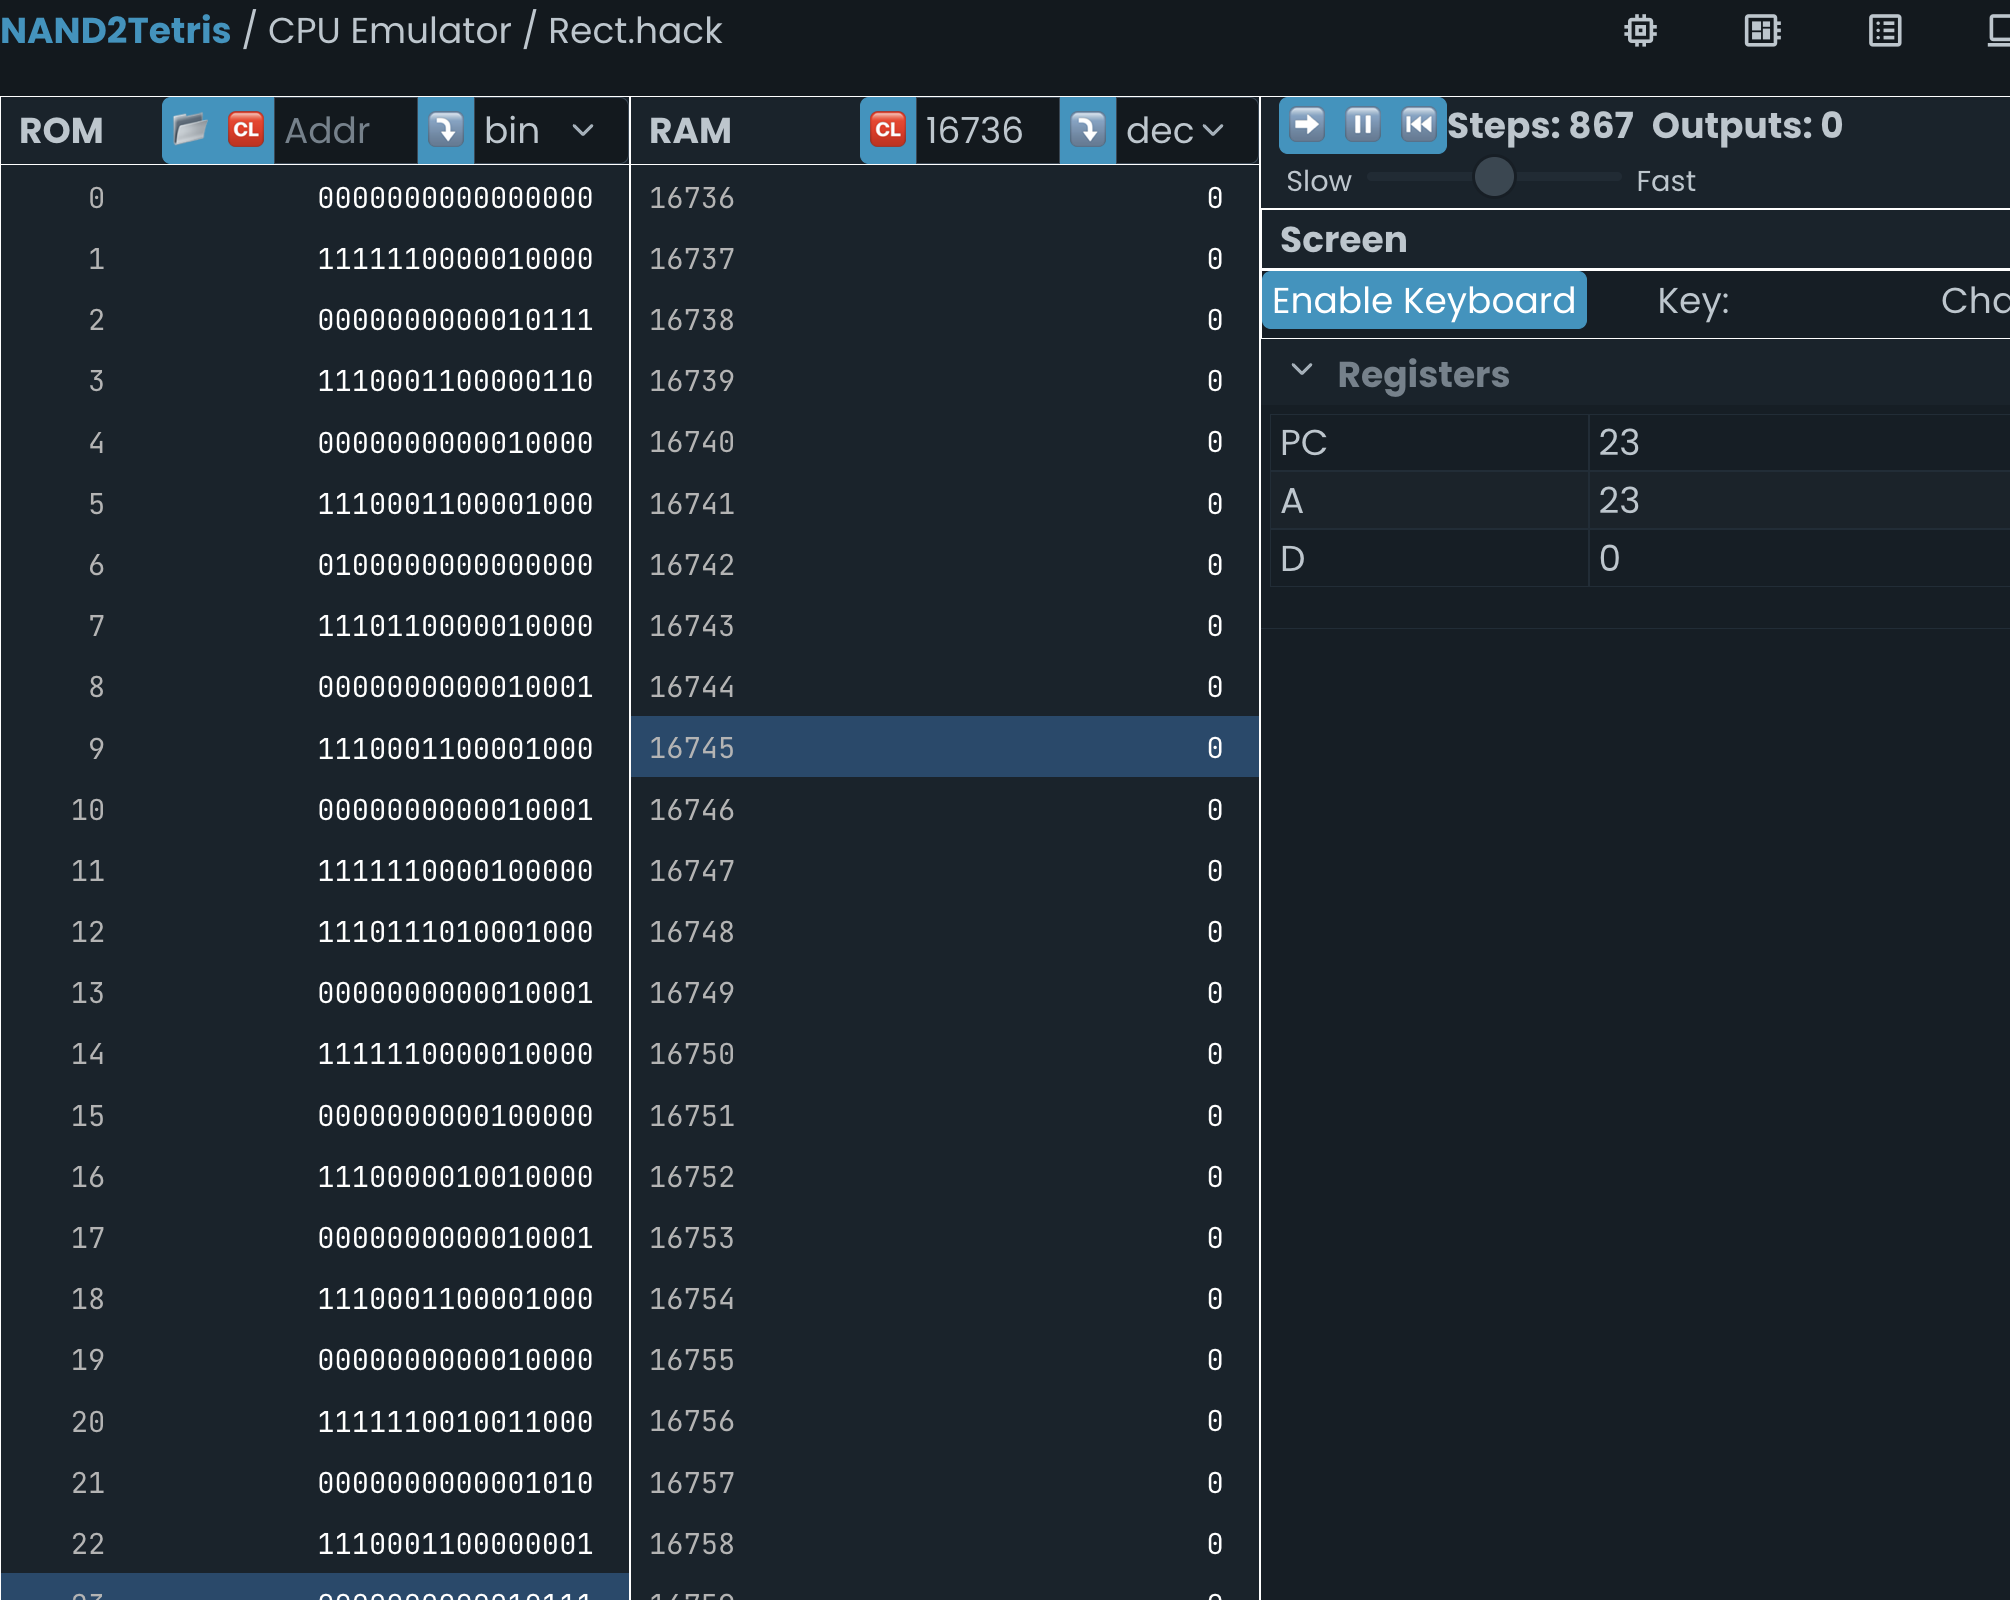 NAND2Tetris / CPU Emulator / Rect.hack
ROM CL Addr bin RAM CL 16736 dec Steps: 867 Outputs: 0
Slow Fast
Screen
Enable Keyboard Key:
Registers
PC 23
A 23
D 0
0 0000000000000000 16736 0
1 1111110000010000 16737 0
2 0000000000010111 16738 0
3 1110001100000110 16739 0
4 0000000000010000 16740 0
5 1110001100001000 16741 0
6 0100000000000000 16742 0
7 1110110000010000 16743 0
8 0000000000010001 16744 0
9 1110001100001000 16745 0
10 0000000000010001 16746 0
11 1111110000100000 16747 0
12 1110111010001000 16748 0
13 0000000000010001 16749 0
14 1111110000010000 16750 0
15 0000000000100000 16751 0
16 1110000010010000 16752 0
17 0000000000010001 16753 0
18 1110001100001000 16754 0
19 0000000000010000 16755 0
20 1111110010011000 16756 0
21 0000000000001010 16757 0
22 1110001100000001 16758 0